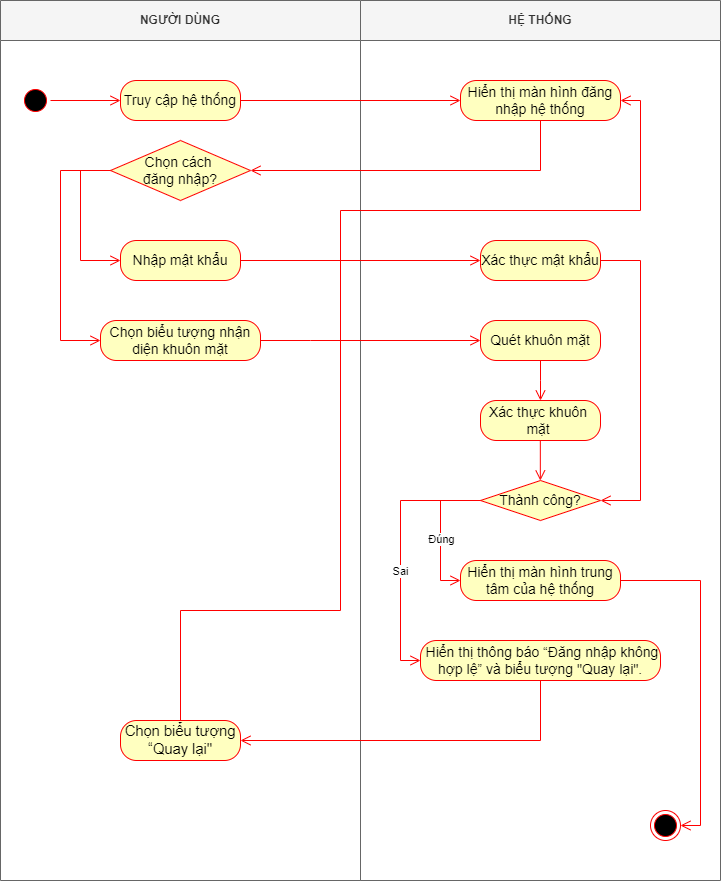 NGƯỜI DÙNG
HỆ THỐNG
Truy cập hệ thống
Hiển thị màn hình đăng
nhập hệ thống
Chọn cách
đăng nhập?
Nhập mật khẩu
Xác thực mật khẩu
Chọn biểu tượng nhận
diện khuôn mặt
Quét khuôn mặt
Xác thực khuôn
mặt
Thành công?
Đúng
Sai
Hiển thị màn hình trung
tâm của hệ thống
Hiển thị thông báo “Đăng nhập không
hợp lệ” và biểu tượng "Quay lại".
Chọn biểu tượng
“Quay lại"